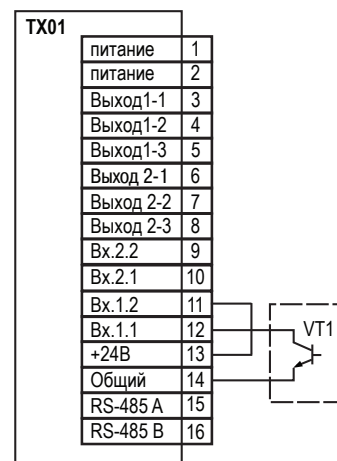 TX01
питание 1
питание 2
Выход1-1 3
Выход1-2 4
Выход1-3 5
Выход 2-1 6
Выход 2-2 7
Выход 2-3 8
Вх.2.2 9
Вх.2.1 10
Вх.1.2 11
Вх.1.1 12
+24В 13
Общий 14
RS-485 A 15
RS-485 B 16
VT1